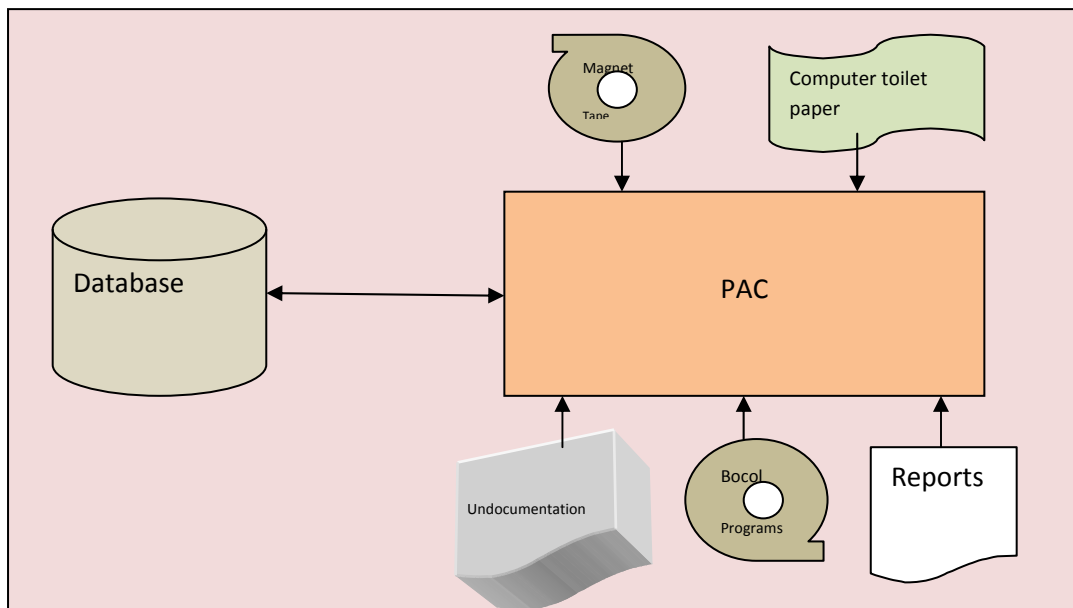 Magnet
Tape
Computer toilet
paper
Database
PAC
Undocumentation
Bocol
Programs
Reports